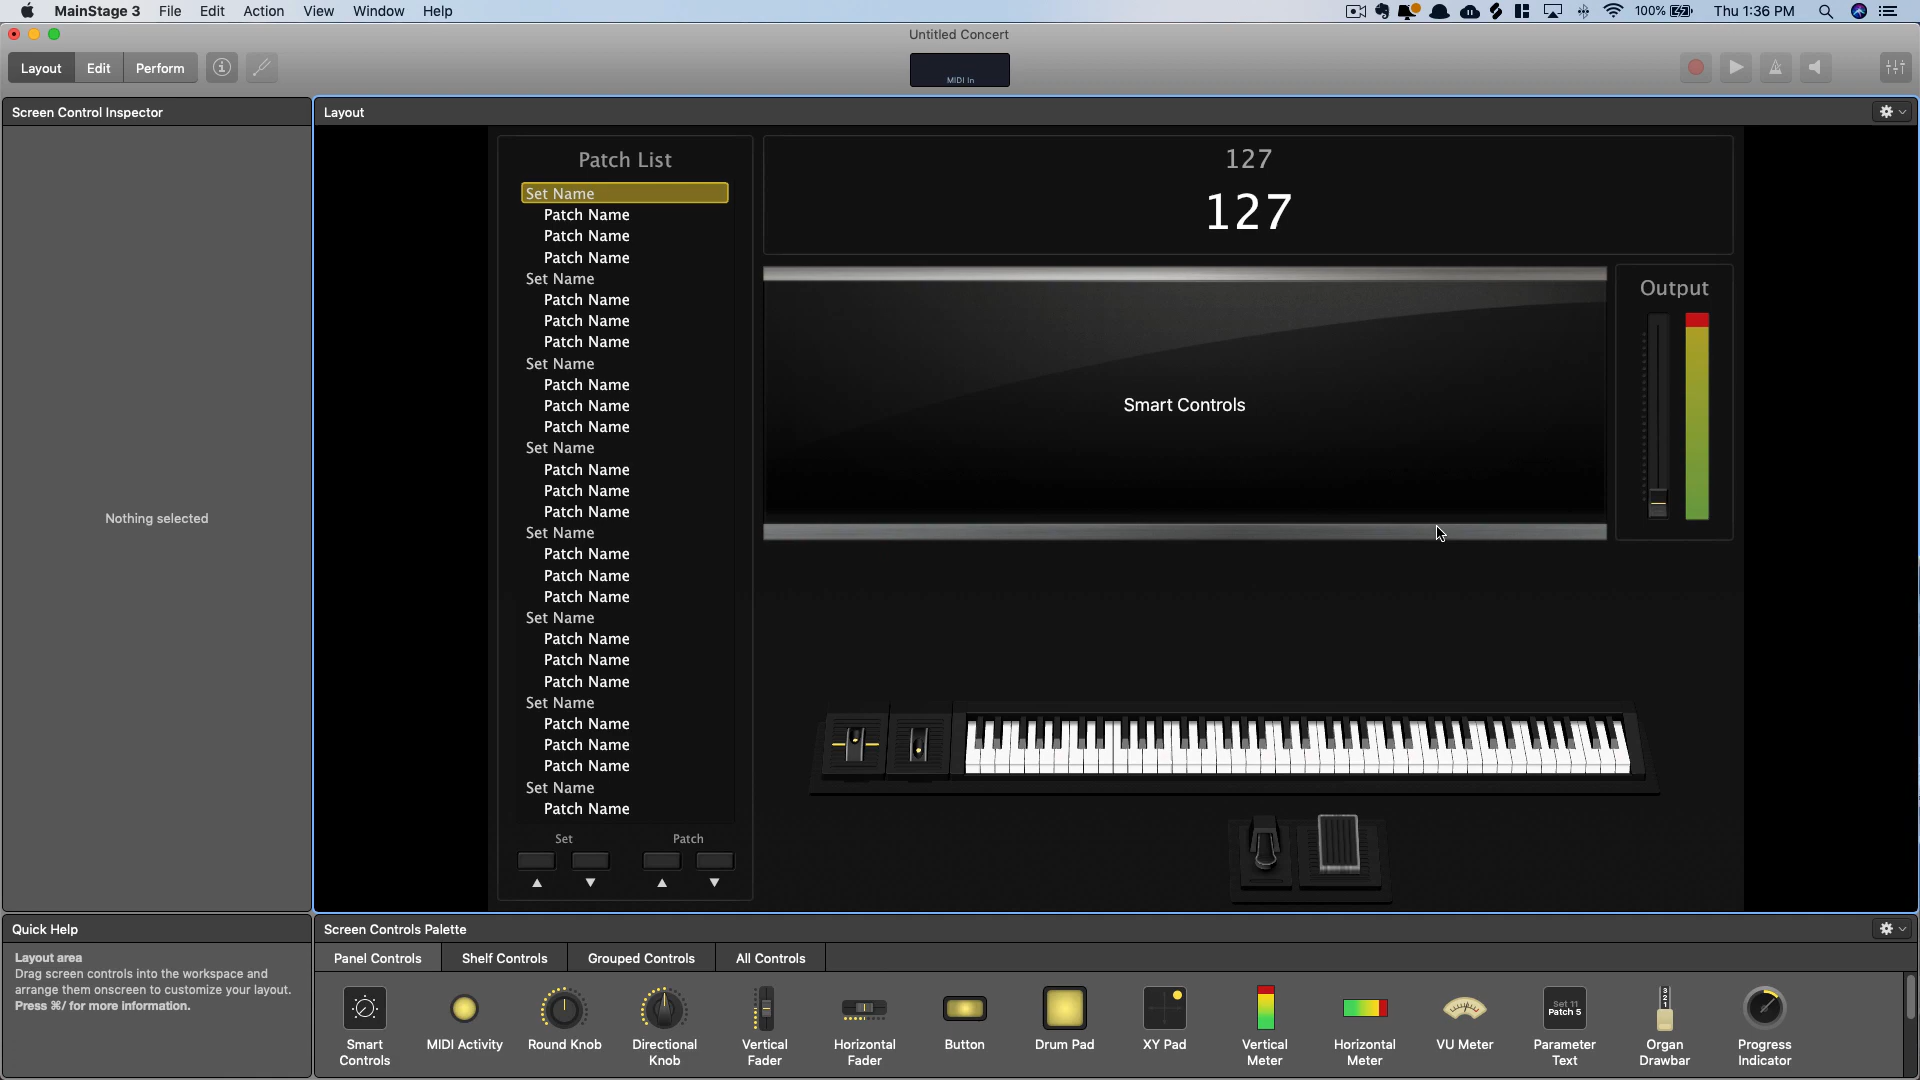 MainStage 3 File Edit Action View Window Help 100% Thu 1:36 PM
Untitled Concert
Layout Edit Perform
MIDI In
Screen Control Inspector
Nothing selected
Layout
Patch List
Set Name
Patch Name
Patch Name
Patch Name
Set Name
Patch Name
Patch Name
Patch Name
Set Name
Patch Name
Patch Name
Patch Name
Set Name
Patch Name
Patch Name
Patch Name
Set Name
Patch Name
Patch Name
Patch Name
Set Name
Patch Name
Patch Name
Patch Name
Set Name
Patch Name
Patch Name
Patch Name
Set Name
Patch Name
Set Patch
127
127
Smart Controls
Output
Quick Help
Layout area
Drag screen controls into the workspace and
arrange them onscreen to customize your layout.
Press ⌘/ for more information.
Screen Controls Palette
Panel Controls Shelf Controls Grouped Controls All Controls
Smart
Controls
MIDI Activity
Round Knob
Directional
Knob
Vertical
Fader
Horizontal
Fader
Button
Drum Pad
XY Pad
Vertical
Meter
Horizontal
Meter
VU Meter
Set 11
Patch 5
Parameter
Text
3
2
1
Organ
Drawbar
Progress
Indicator